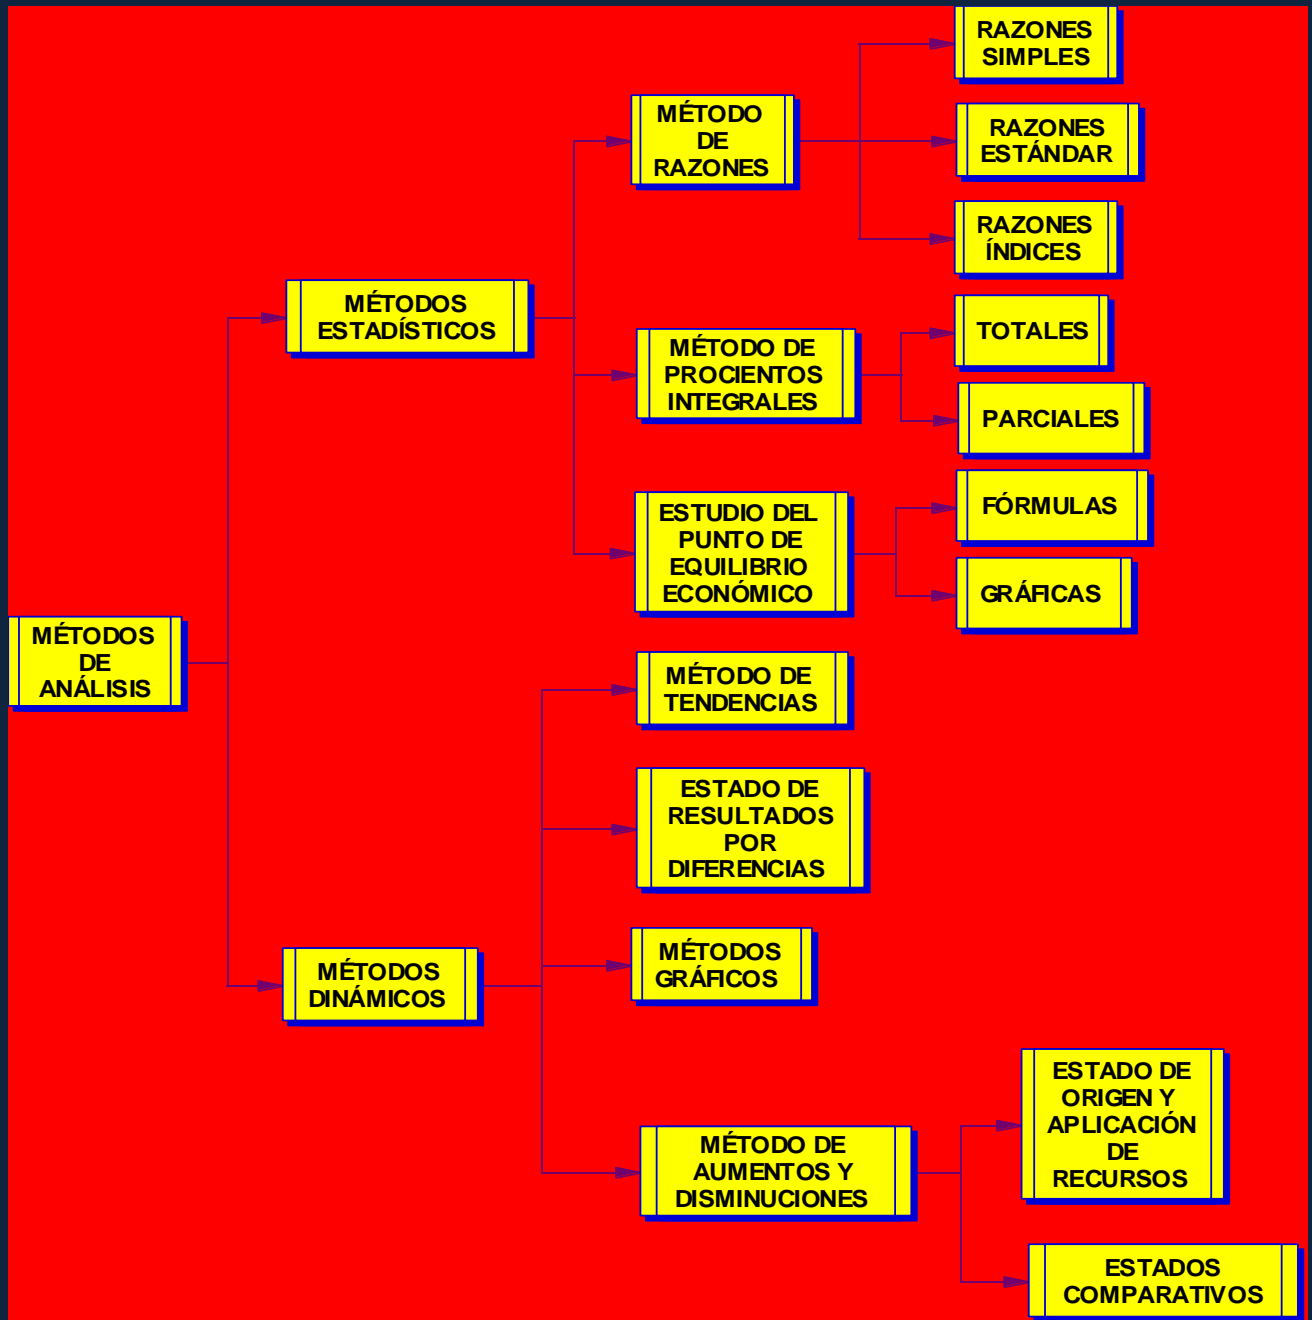 RAZONES
SIMPLES
MÉTODO
DE
RAZONES
RAZONES
ESTÁNDAR
RAZONES
ÍNDICES
MÉTODOS
ESTADÍSTICOS
MÉTODO DE
PROCIENTOS
INTEGRALES
TOTALES
PARCIALES
ESTUDIO DEL
PUNTO DE
EQUILIBRIO
ECONÓMICO
FÓRMULAS
GRÁFICAS
MÉTODOS
DE
ANÁLISIS
MÉTODO DE
TENDENCIAS
ESTADO DE
RESULTADOS
POR
DIFERENCIAS
MÉTODOS
DINÁMICOS
MÉTODOS
GRÁFICOS
MÉTODO DE
AUMENTOS Y
DISMINUCIONES
ESTADO DE
ORIGEN Y
APLICACIÓN
DE
RECURSOS
ESTADOS
COMPARATIVOS